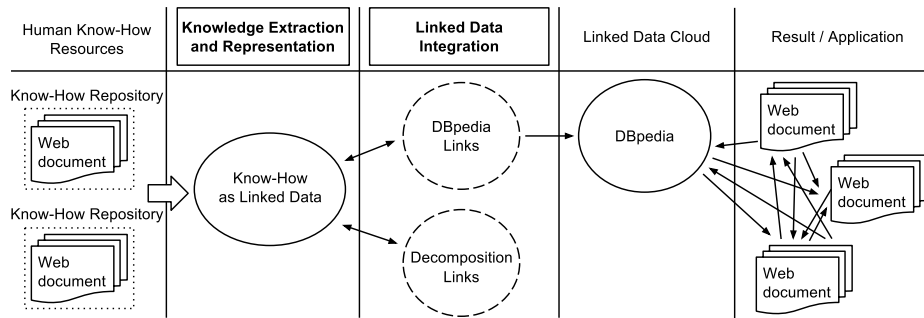 Human Know-How
Resources
Knowledge Extraction
and Representation
Linked Data
Integration
Linked Data Cloud
Result / Application
Know-How Repository
Web
document
Know-How Repository
Web
document
Know-How
as Linked Data
DBpedia
Links
Decomposition
Links
DBpedia
Web
document
Web
document
Web
document